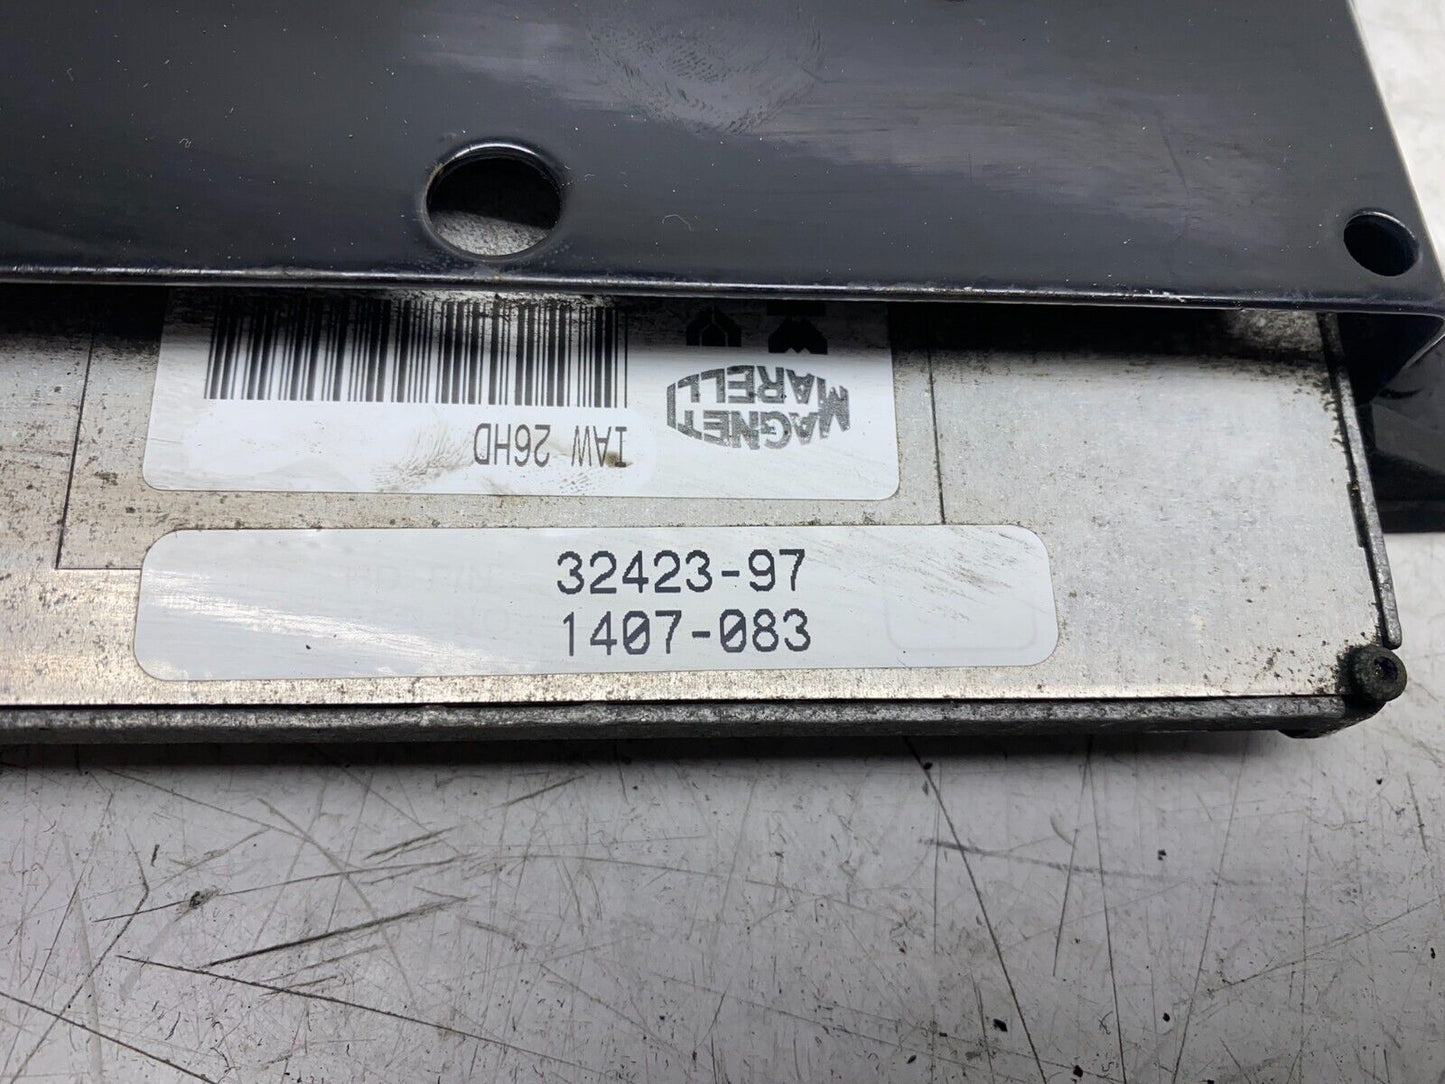 MAGNETI
MARELLI
IAW 26HD
32423-97
1407-083